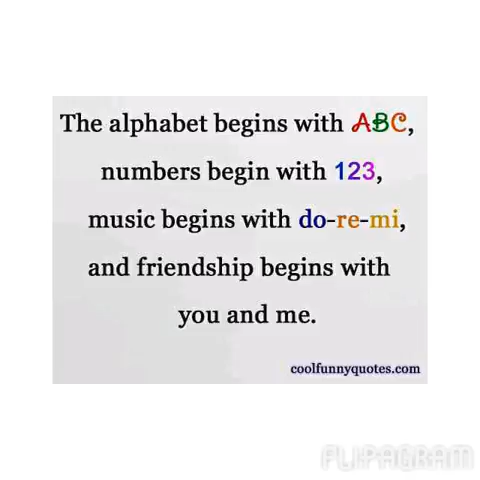 The alphabet begins with ABC,
numbers begin with 123,
music begins with do-re-mi,
and friendship begins with
you and me.
coolfunnyquotes.com
FLIPAGRAM